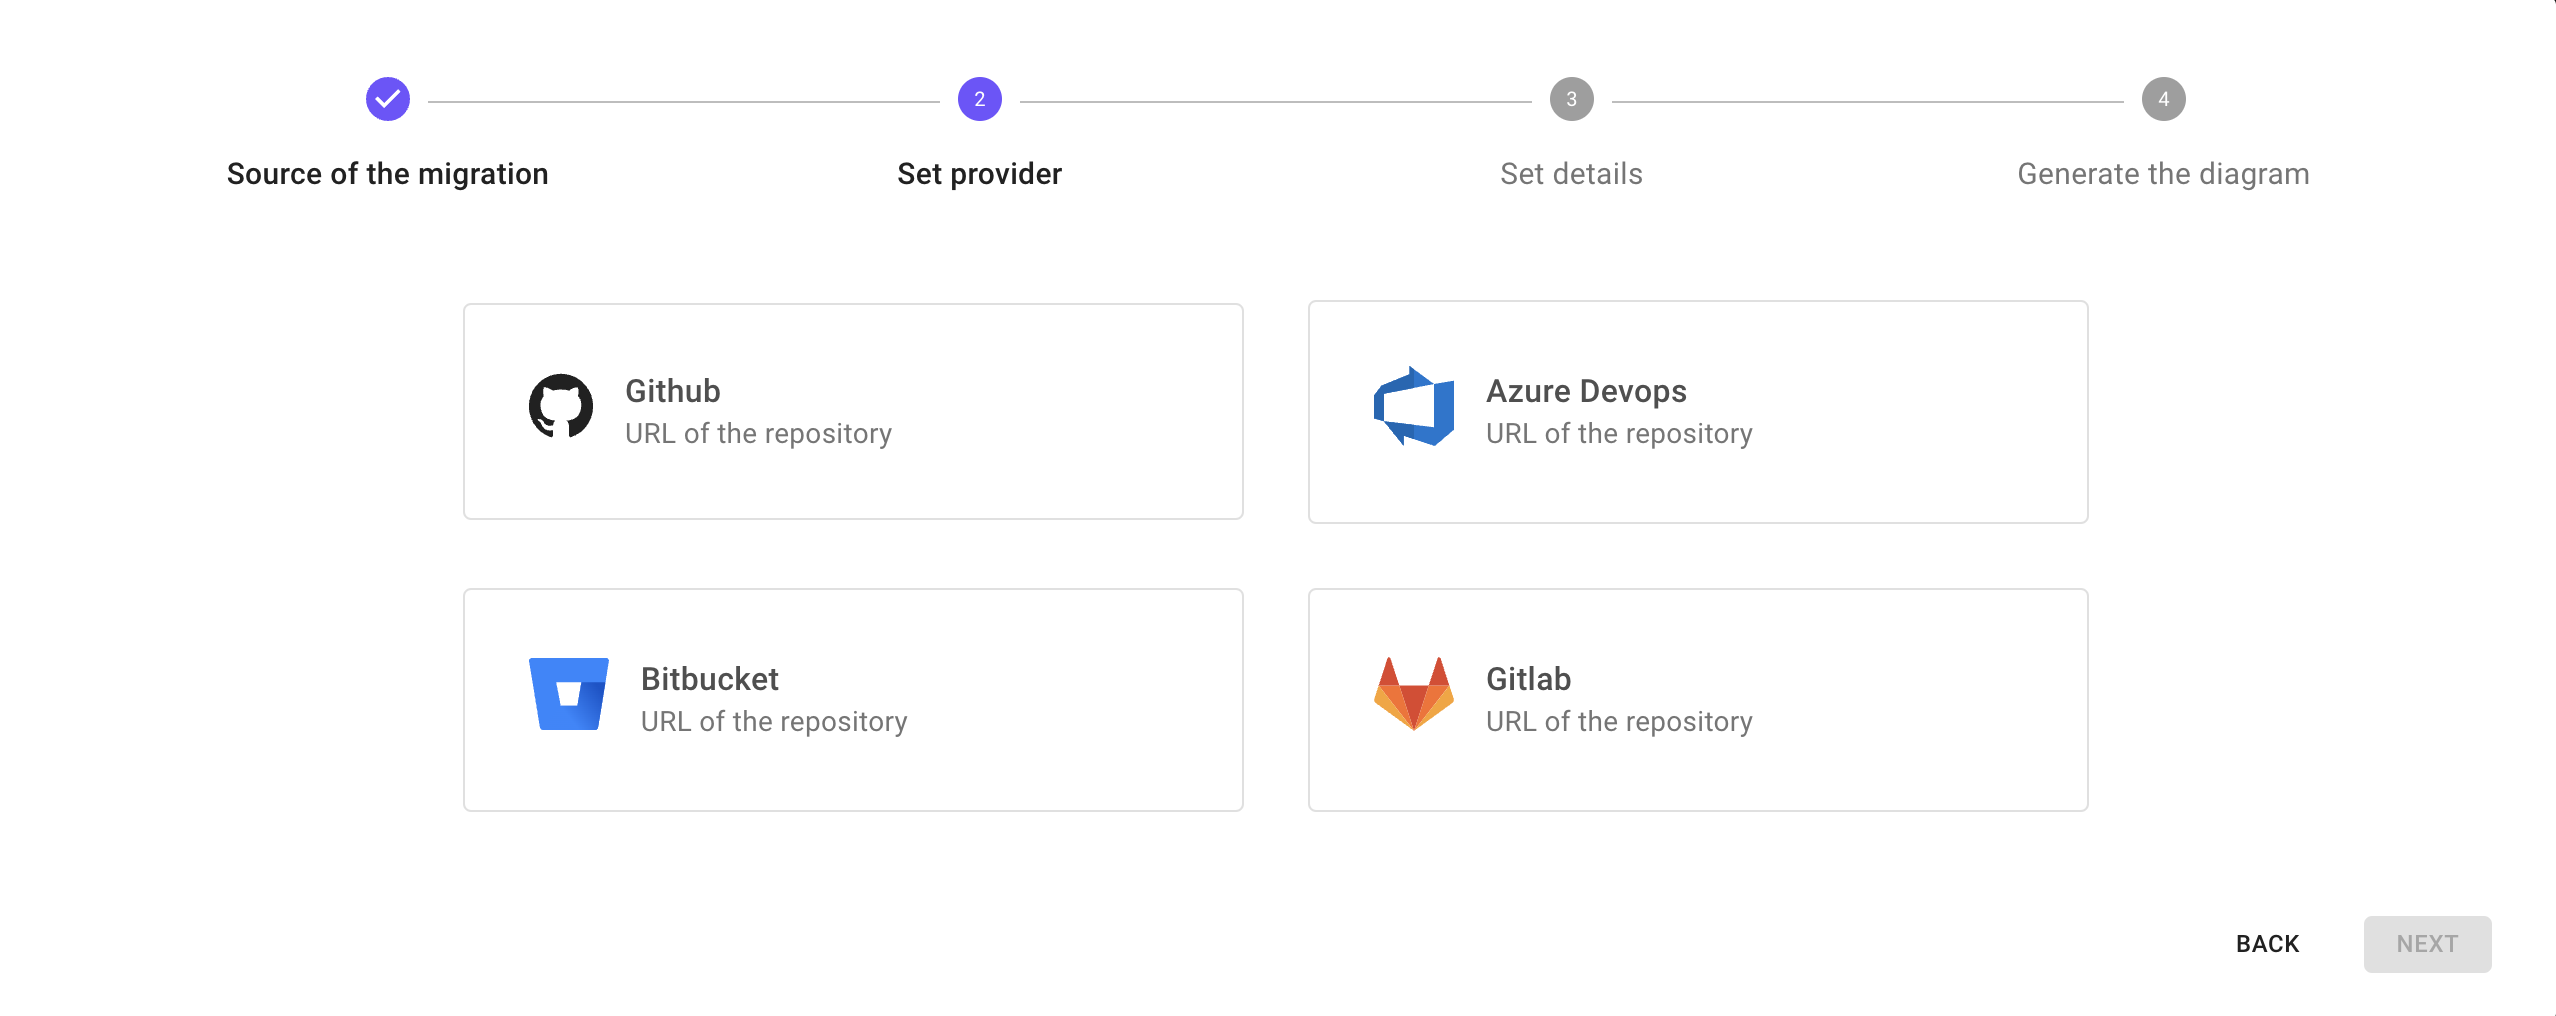 2
3
4
Source of the migration
Set provider
Set details
Generate the diagram
Github
URL of the repository
Azure Devops
URL of the repository
Bitbucket
URL of the repository
Gitlab
URL of the repository
BACK
NEXT